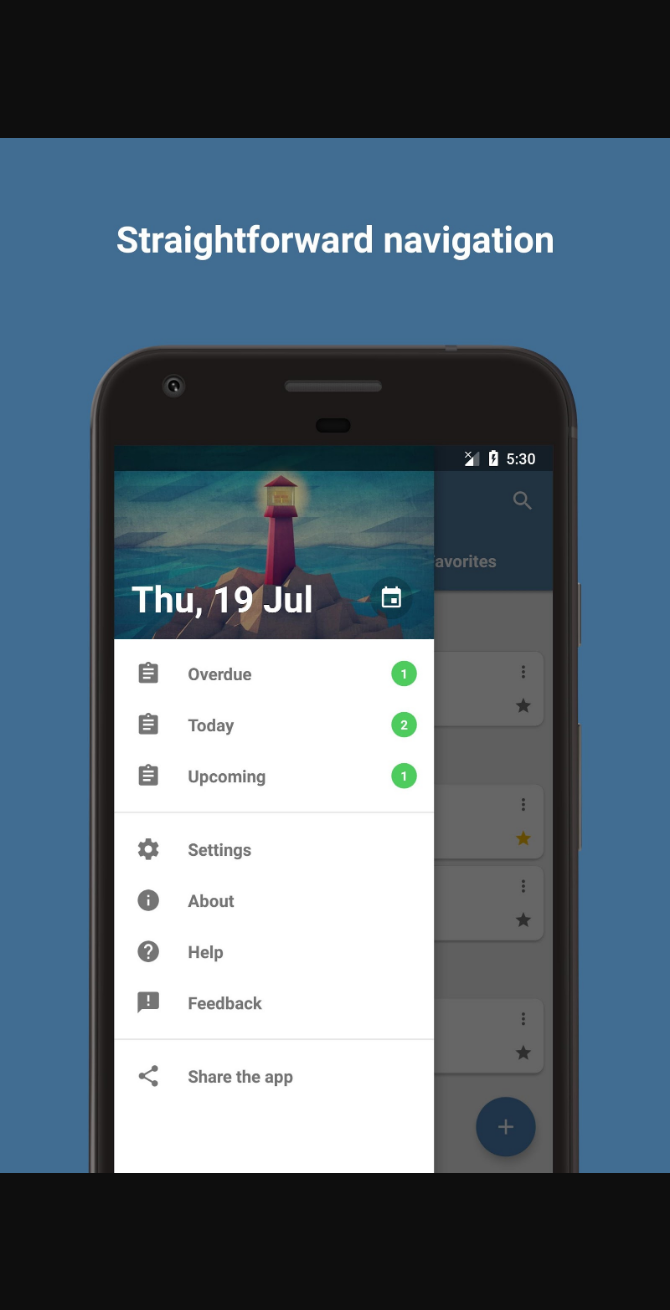 Straightforward navigation
5:30
avorites
Thu, 19 Jul
Overdue 1
Today 2
Upcoming 1
Settings
About
Help
Feedback
Share the app